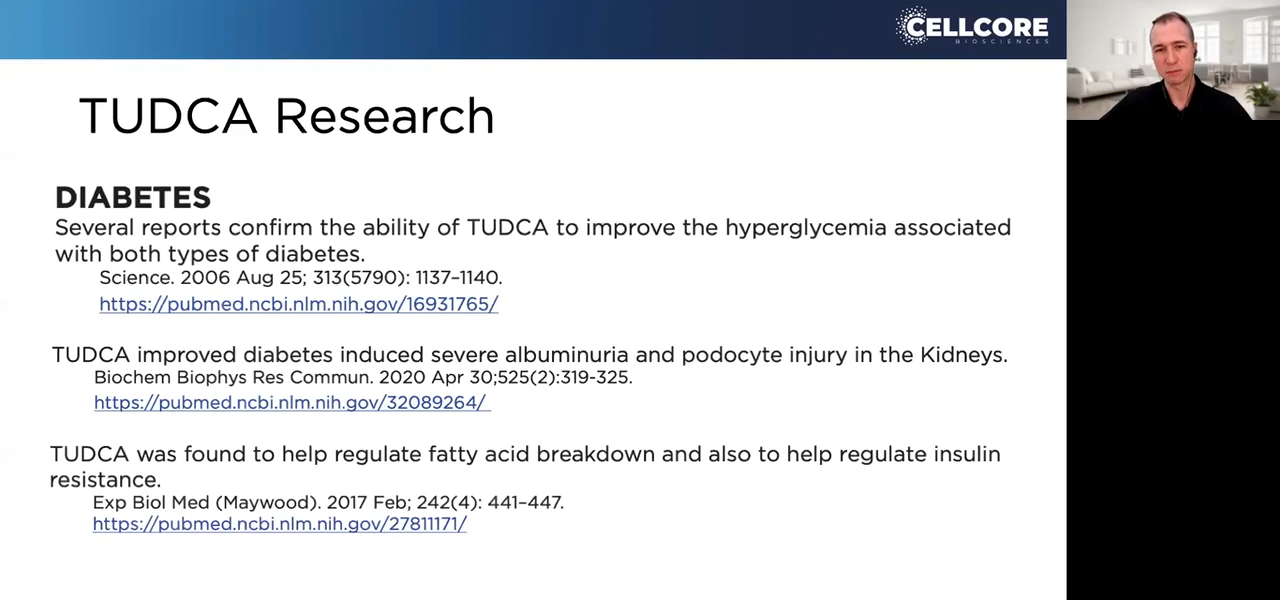 CELLCORE
BIOSCIENCES
TUDCA Research
DIABETES
Several reports confirm the ability of TUDCA to improve the hyperglycemia associated
with both types of diabetes.
Science. 2006 Aug 25; 313(5790): 1137–1140.
https://pubmed.ncbi.nlm.nih.gov/16931765/
TUDCA improved diabetes induced severe albuminuria and podocyte injury in the Kidneys.
Biochem Biophys Res Commun. 2020 Apr 30;525(2):319-325.
https://pubmed.ncbi.nlm.nih.gov/32089264/
TUDCA was found to help regulate fatty acid breakdown and also to help regulate insulin
resistance.
Exp Biol Med (Maywood). 2017 Feb; 242(4): 441–447.
https://pubmed.ncbi.nlm.nih.gov/27811171/